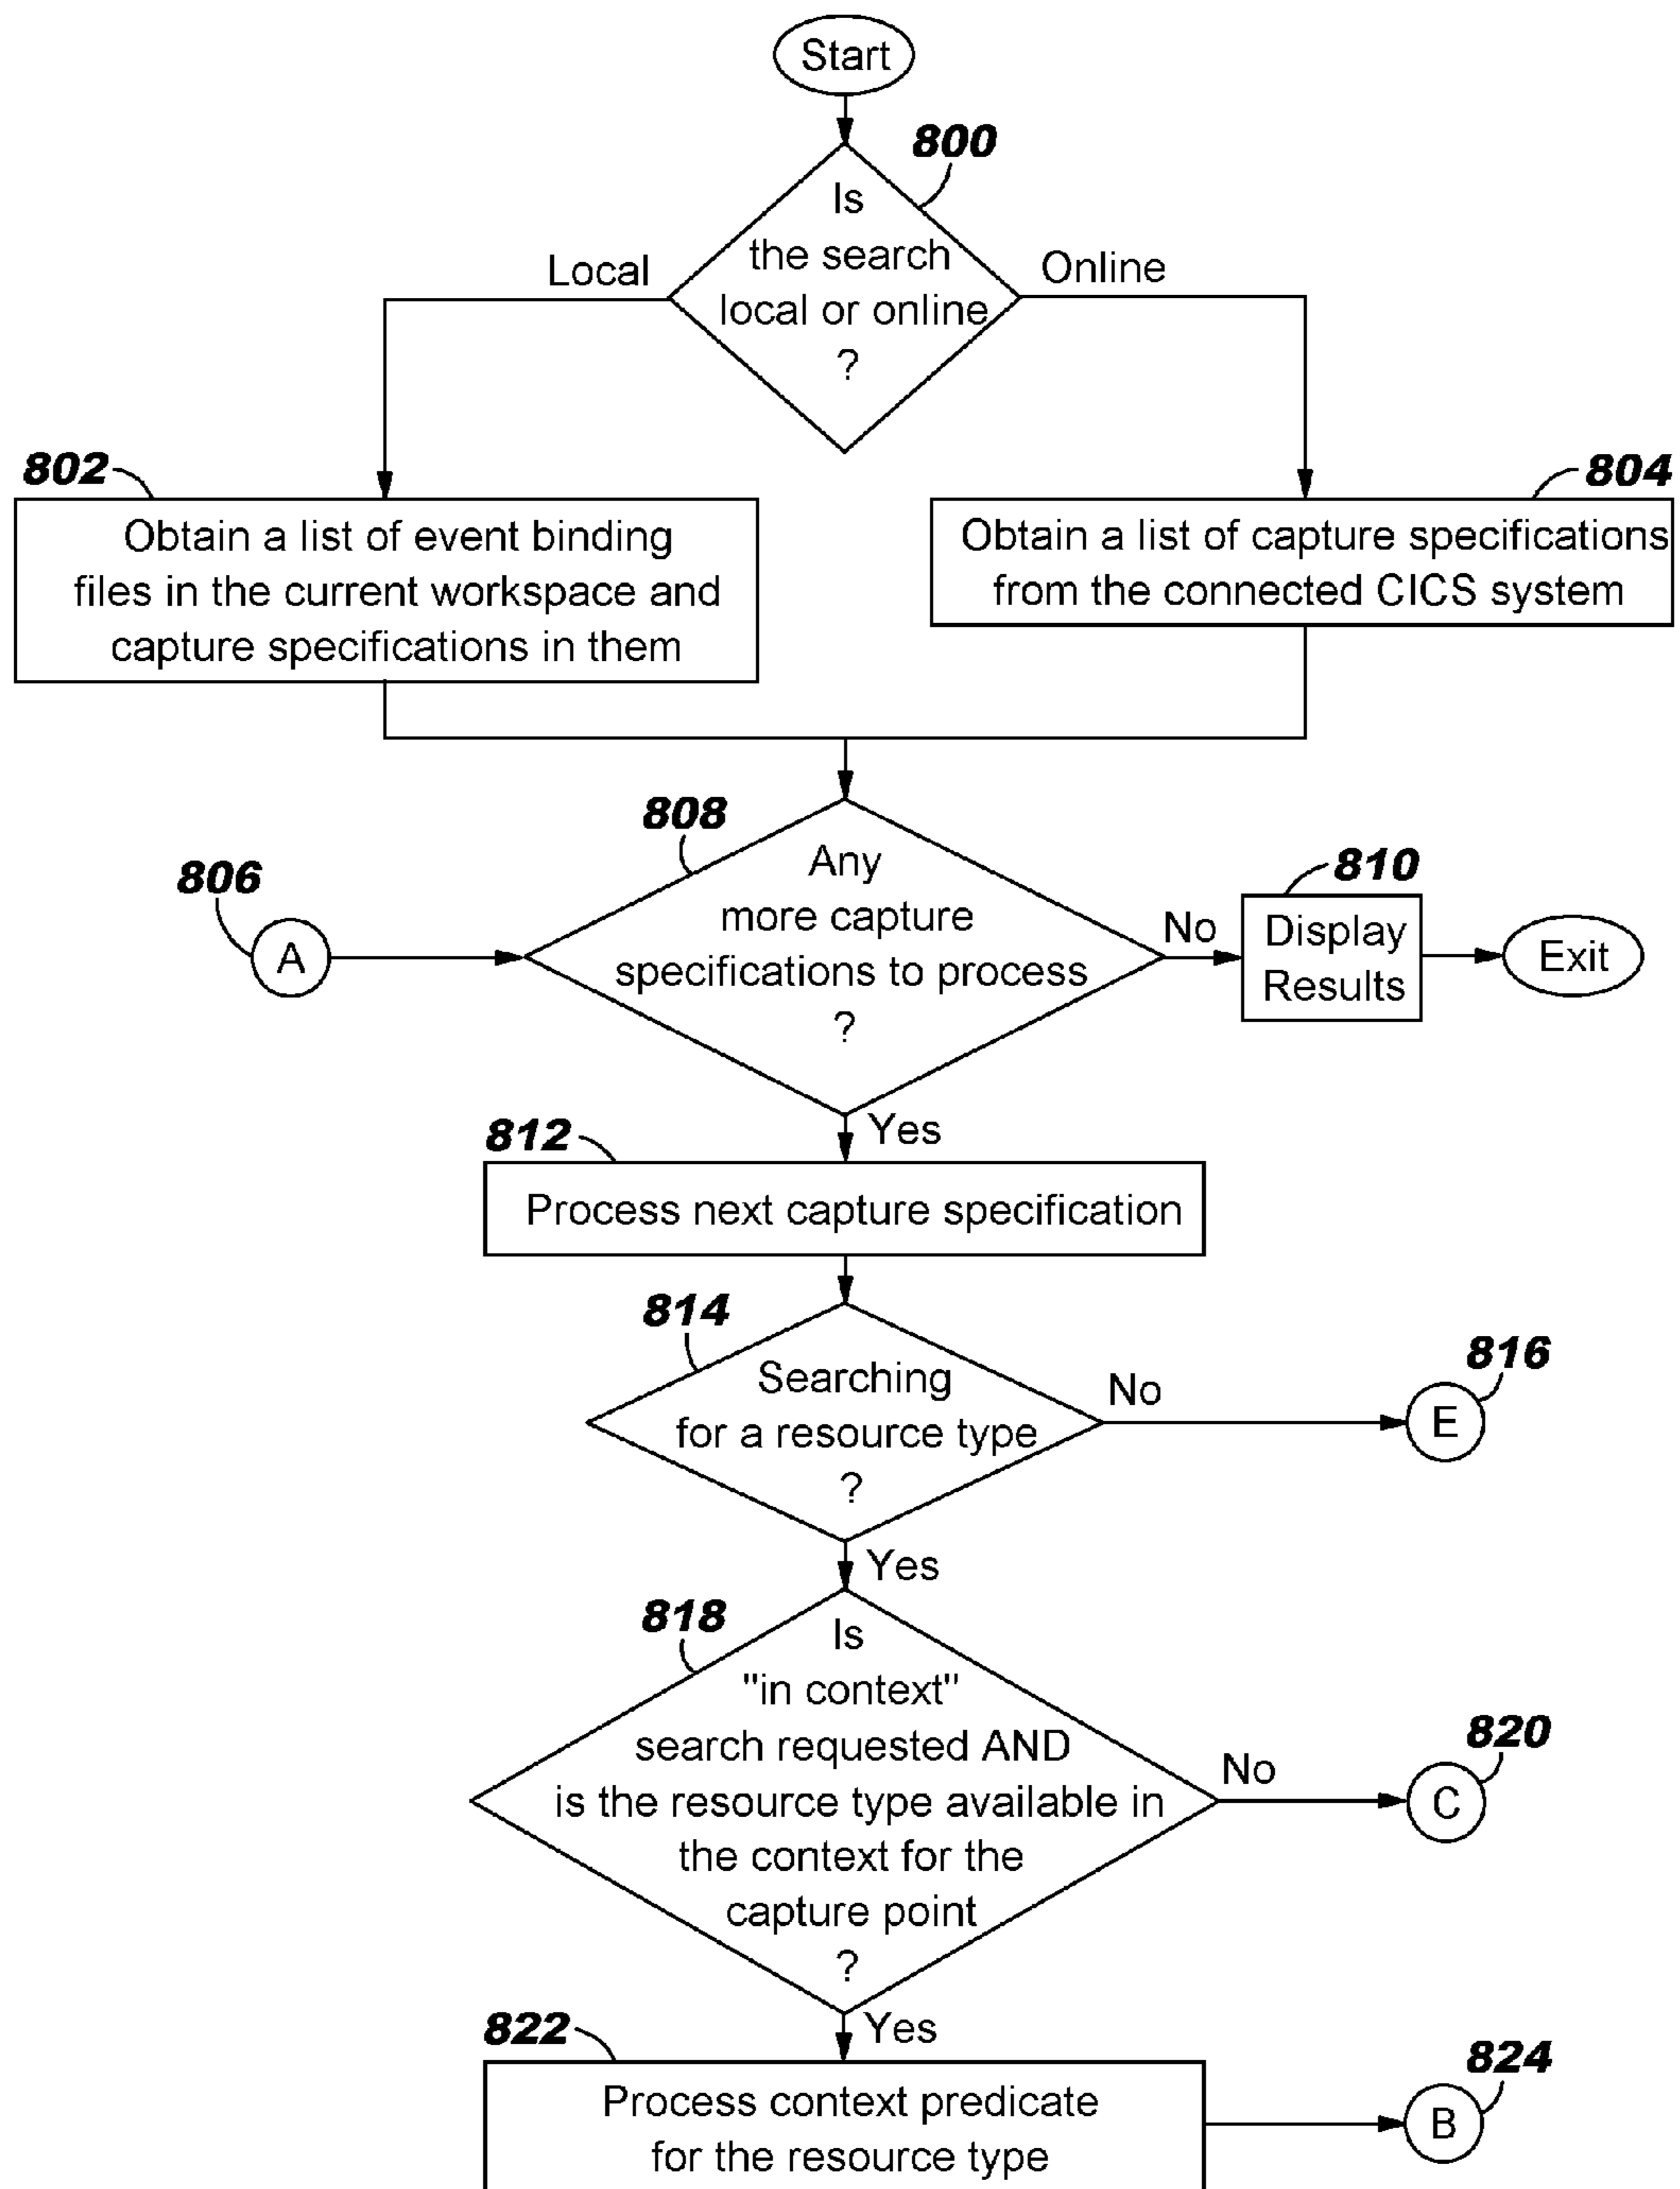 Start
800
Is
the search
local or online
?
Local
Online
802
Obtain a list of event binding
files in the current workspace and
capture specifications in them
804
Obtain a list of capture specifications
from the connected CICS system
806
A
808
Any
more capture
specifications to process
?
No
810
Display
Results
Exit
Yes
812
Process next capture specification
814
Searching
for a resource type
?
No
816
E
Yes
818
Is
"in context"
search requested AND
is the resource type available in
the context for the
capture point
?
No
820
C
Yes
822
Process context predicate
for the resource type
824
B